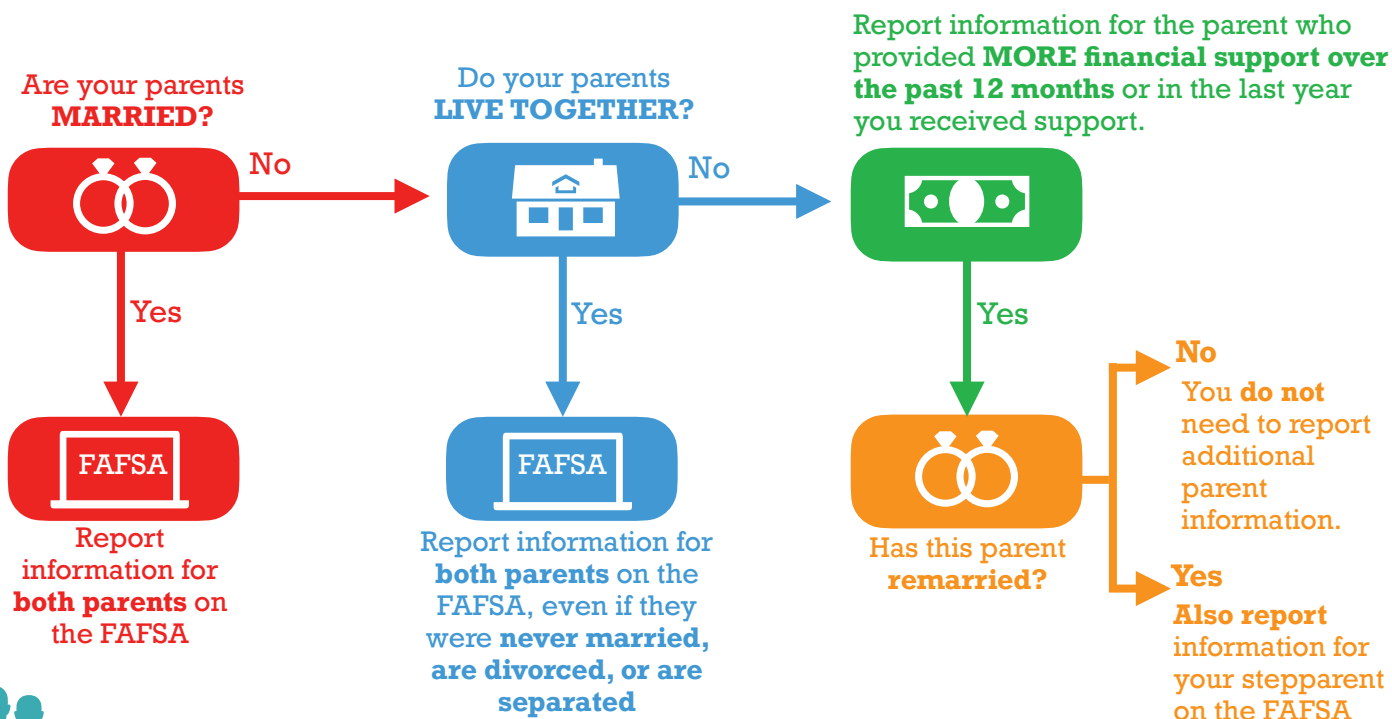 Are your parents
MARRIED?
No
Yes
FAFSA
Report
information for
both parents on
the FAFSA
Do your parents
LIVE TOGETHER?
No
Yes
FAFSA
Report information for
both parents on the
FAFSA, even if they
were never married,
are divorced, or are
separated
Report information for the parent who
provided MORE financial support over
the past 12 months or in the last year
you received support.
Yes
Has this parent
remarried?
No
You do not
need to report
additional
parent
information.
Yes
Also report
information for
your stepparent
on the FAFSA